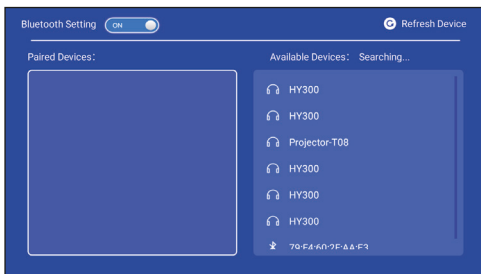 Bluetooth Setting ON
Refresh Device
Paired Devices:
Available Devices: Searching...
HY300
HY300
Projector-T08
HY300
HY300
HY300
79:F4:60:2F:AA:F3